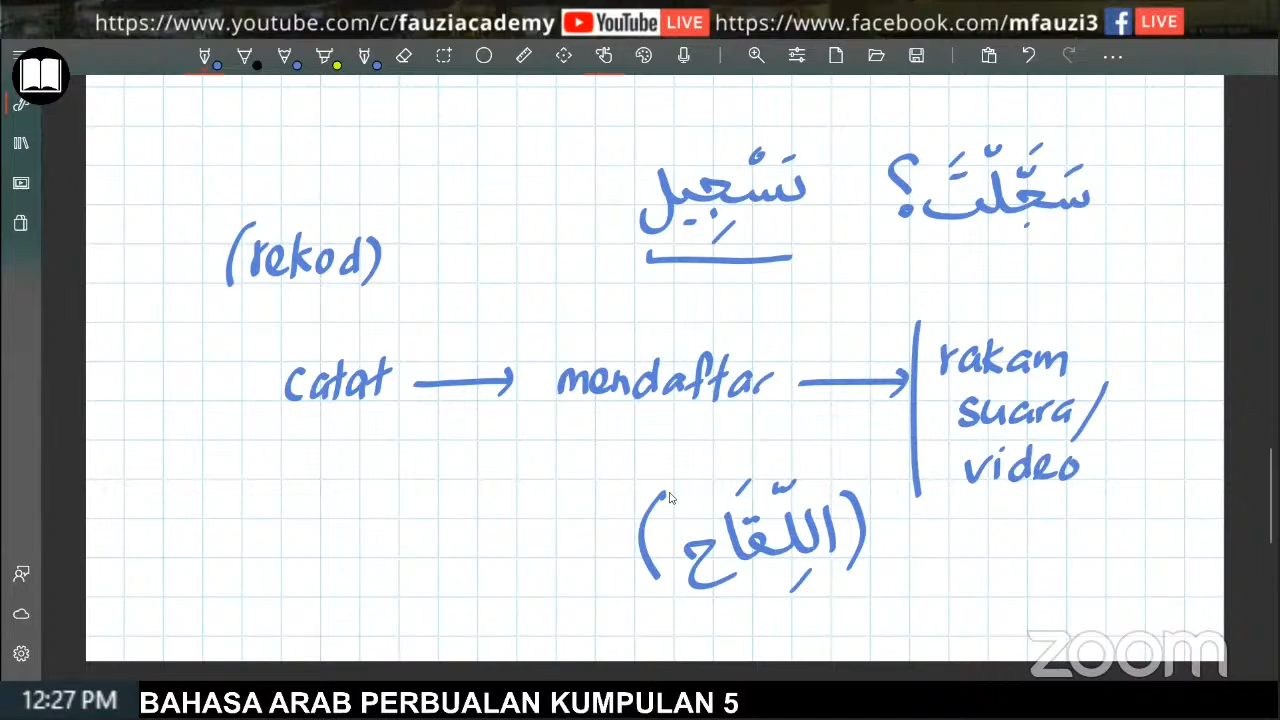 https://www.youtube.com/c/fauziacademy YouTube LIVE https://www.facebook.com/mfauzi3 f LIVE
سَجَّلْتَ؟ تَسْجِيل
(rekod)
catat → mendaftar → rakam
suara/
video
(اللِّقَاح)
zoom
12:27 PM BAHASA ARAB PERBUALAN KUMPULAN 5